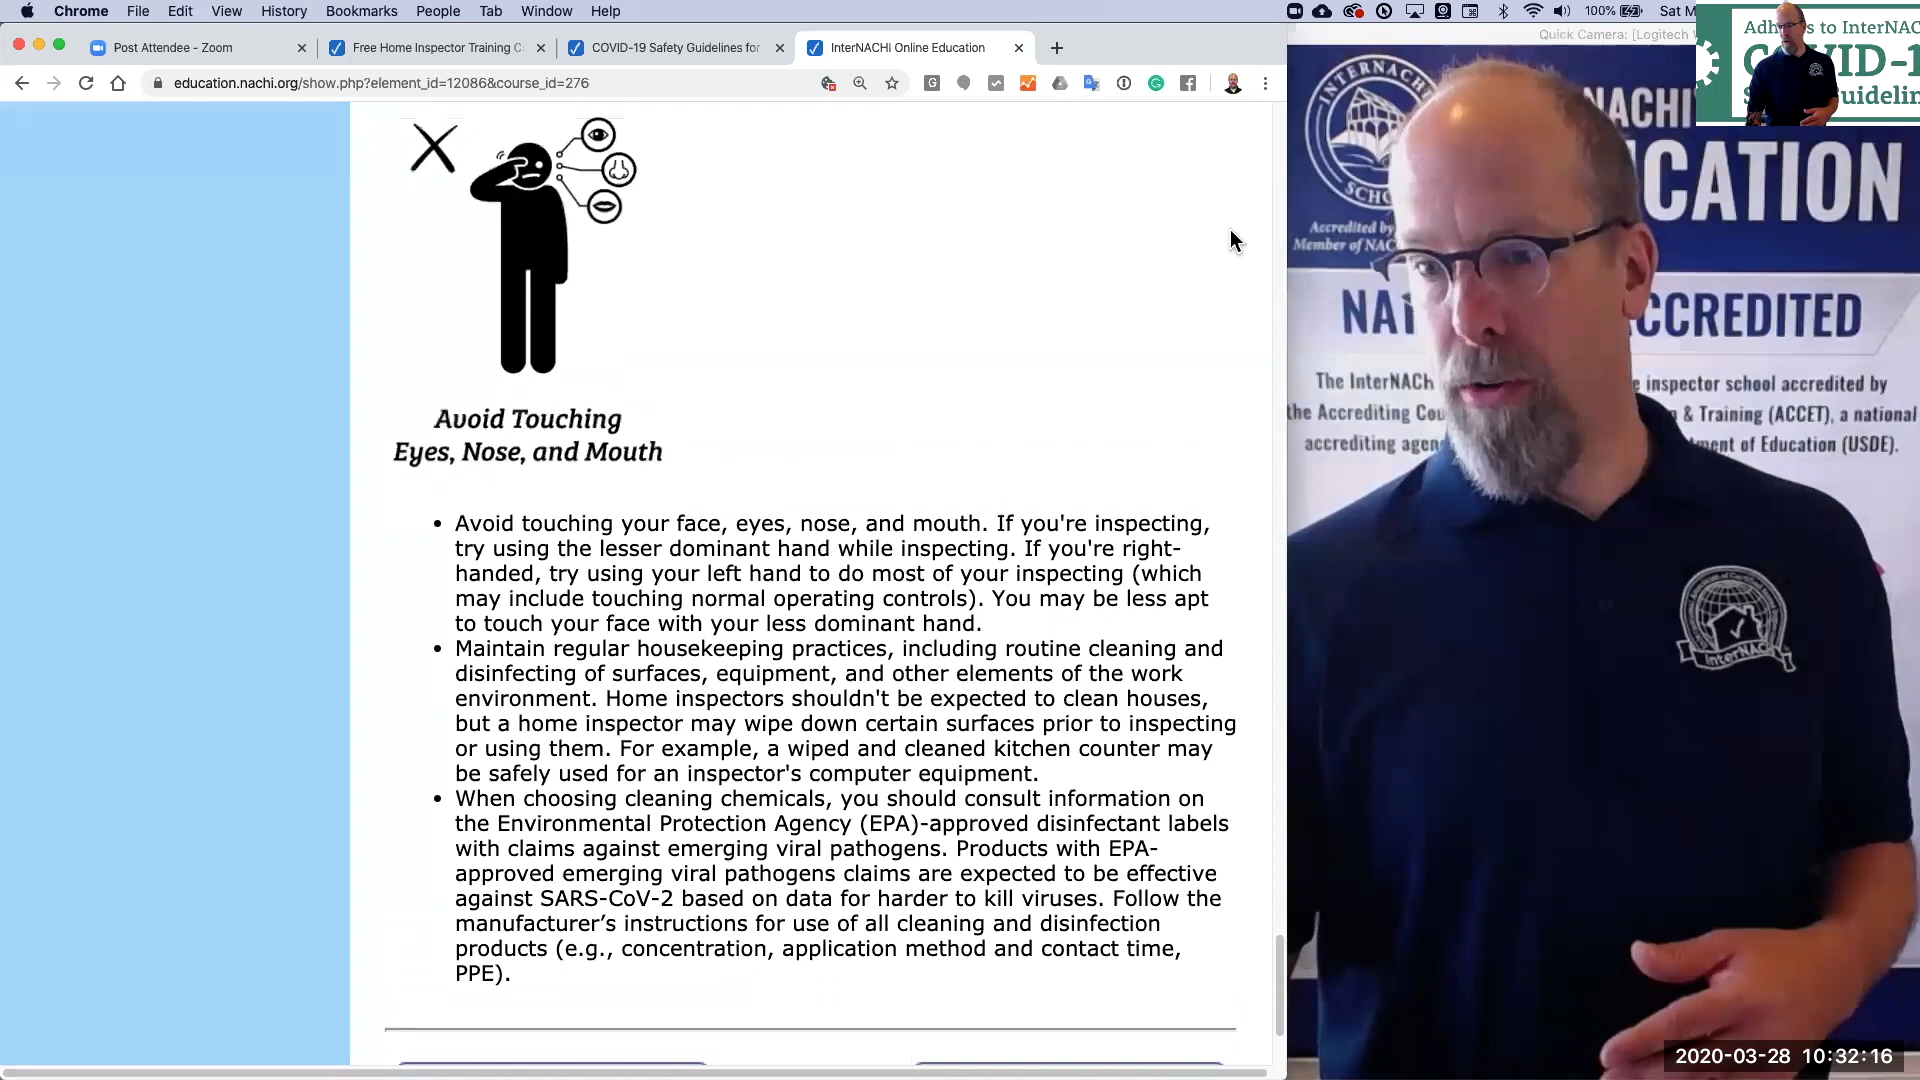 Chrome File Edit View History Bookmarks People Tab Window Help
100% Sat
Post Attendee - Zoom
Free Home Inspector Training C
COVID-19 Safety Guidelines for
InterNACHI Online Education
education.nachi.org/show.php?element_id=12086&course_id=276
Avoid Touching
Eyes, Nose, and Mouth
• Avoid touching your face, eyes, nose, and mouth. If you're inspecting,
try using the lesser dominant hand while inspecting. If you're right-
handed, try using your left hand to do most of your inspecting (which
may include touching normal operating controls). You may be less apt
to touch your face with your less dominant hand.
• Maintain regular housekeeping practices, including routine cleaning and
disinfecting of surfaces, equipment, and other elements of the work
environment. Home inspectors shouldn't be expected to clean houses,
but a home inspector may wipe down certain surfaces prior to inspecting
or using them. For example, a wiped and cleaned kitchen counter may
be safely used for an inspector's computer equipment.
• When choosing cleaning chemicals, you should consult information on
the Environmental Protection Agency (EPA)-approved disinfectant labels
with claims against emerging viral pathogens. Products with EPA-
approved emerging viral pathogens claims are expected to be effective
against SARS-CoV-2 based on data for harder to kill viruses. Follow the
manufacturer’s instructions for use of all cleaning and disinfection
products (e.g., concentration, application method and contact time,
PPE).
Quick Camera: [Logitech
to InterNAC
INTERNACHI
SCHO
Accredited by
Member of NAC
NACHI
CATION
NAT CCREDITED
The InterNACH e inspector school accredited by
the Accrediting Cou & Training (ACCET), a national
accrediting agen ment of Education (USDE).
InterNACHI
2020-03-28 10:32:16